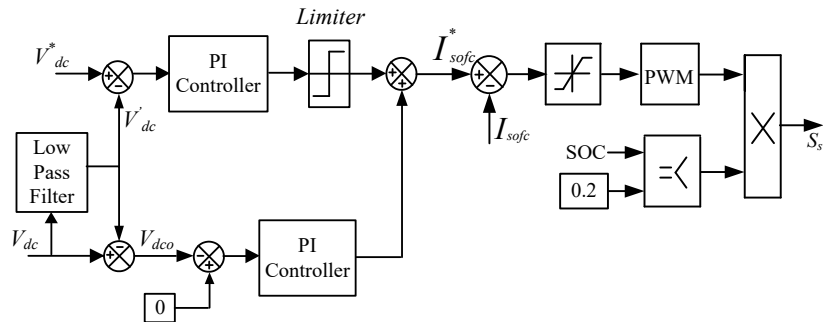 Limiter
V*dc
PI
Controller
I*sofc
PWM
V'dc
Isofc
Low
Pass
Filter
SOC
=<
0.2
Ss
Vdc
Vdco
PI
Controller
0